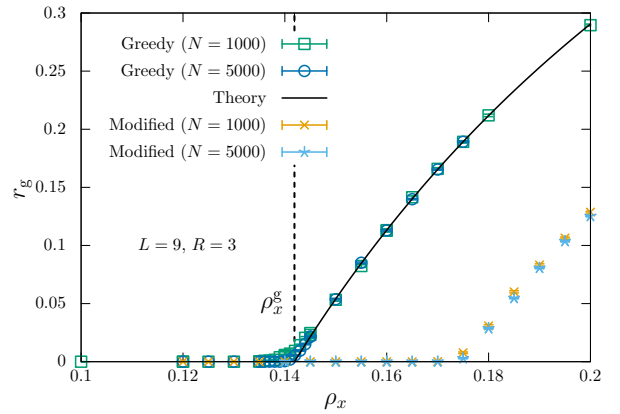 0.3
0.25
0.2
0.15
0.1
0.05
0
r_g
Greedy (N = 1000)
Greedy (N = 5000)
Theory
Modified (N = 1000)
Modified (N = 5000)
L = 9, R = 3
ρ_x^g
0.1 0.12 0.14 0.16 0.18 0.2
ρ_x